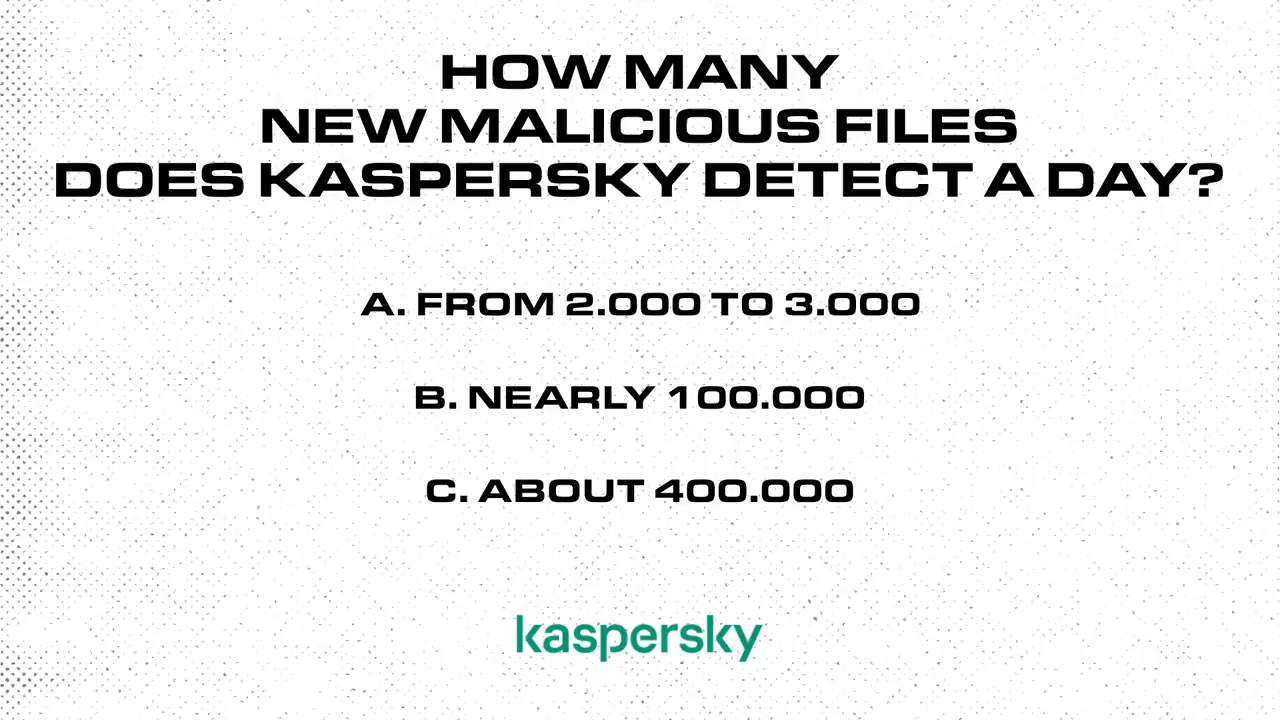 HOW MANY
NEW MALICIOUS FILES
DOES KASPERSKY DETECT A DAY?
A. FROM 2.000 TO 3.000
B. NEARLY 100.000
C. ABOUT 400.000
kaspersky